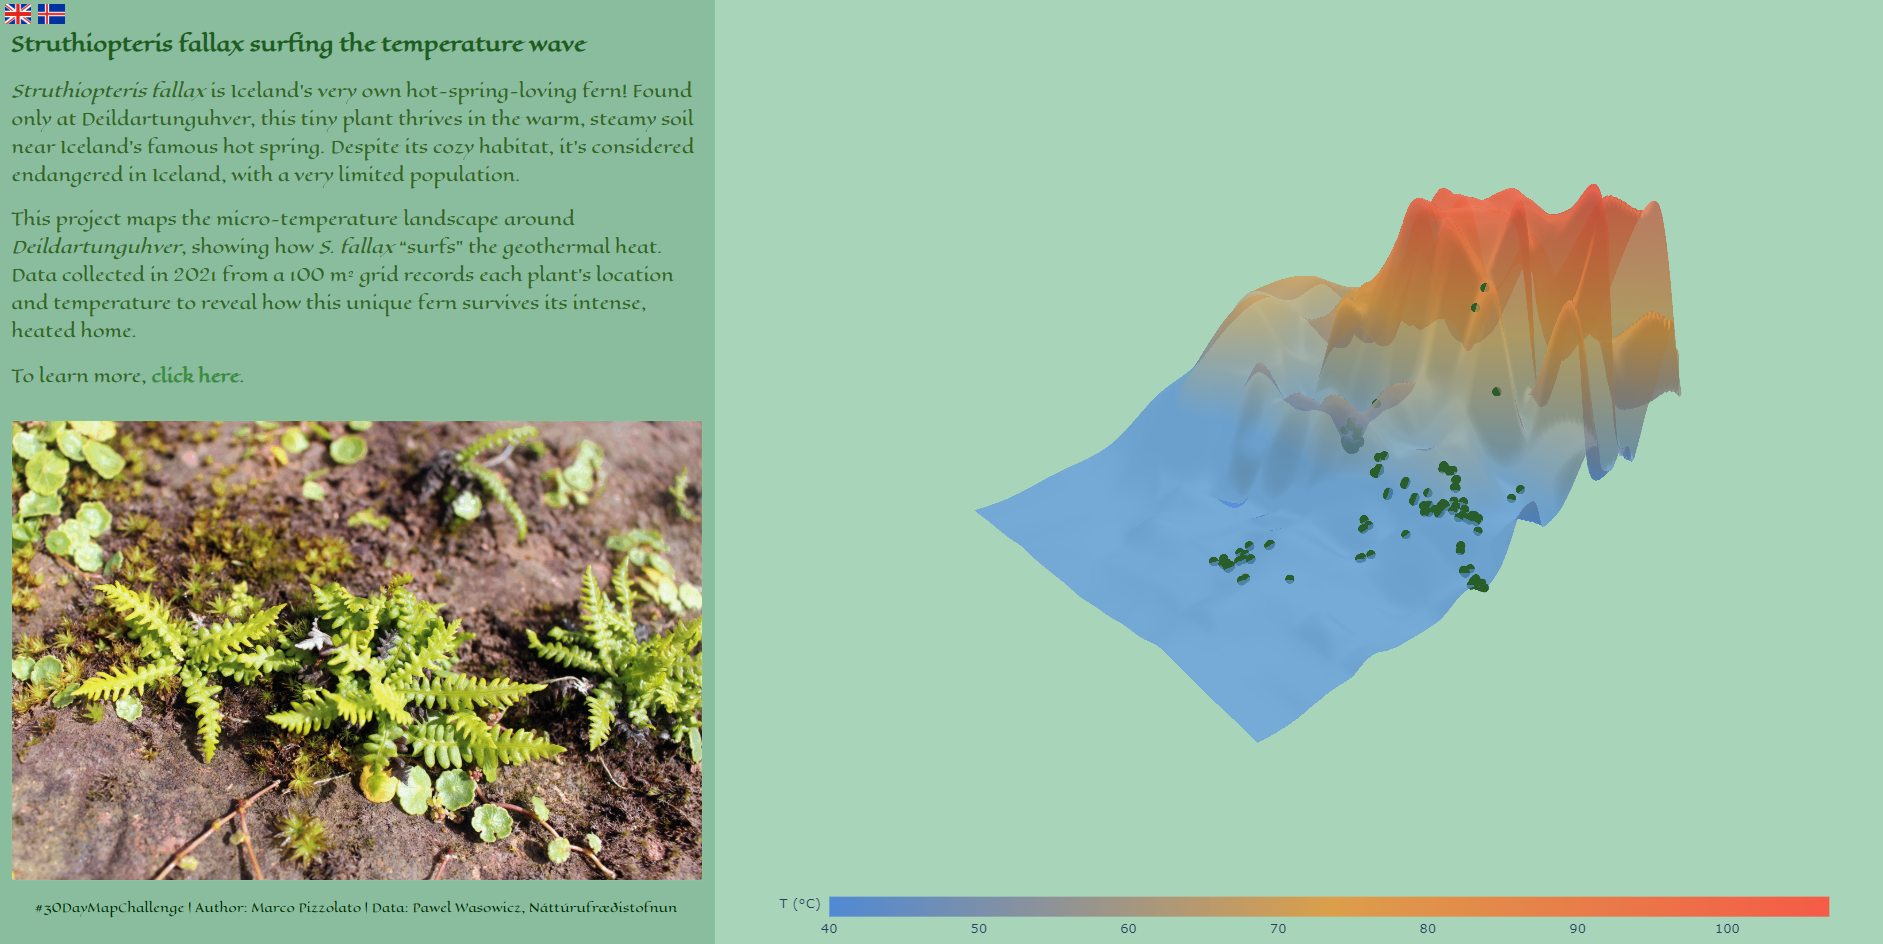 Struthiopteris fallax surfing the temperature wave
Struthiopteris fallax is Iceland's very own hot-spring-loving fern! Found
only at Deildartunguhver, this tiny plant thrives in the warm, steamy soil
near Iceland's famous hot spring. Despite its cozy habitat, it's considered
endangered in Iceland, with a very limited population.
This project maps the micro-temperature landscape around
Deildartunguhver, showing how S. fallax “surfs” the geothermal heat.
Data collected in 2021 from a 100 m² grid records each plant's location
and temperature to reveal how this unique fern survives its intense,
heated home.
To learn more, click here.
#30DayMapChallenge | Author: Marco Pizzolato | Data: Pawel Wasowicz, Náttúrufræðistofnun
T (°C)
40 50 60 70 80 90 100